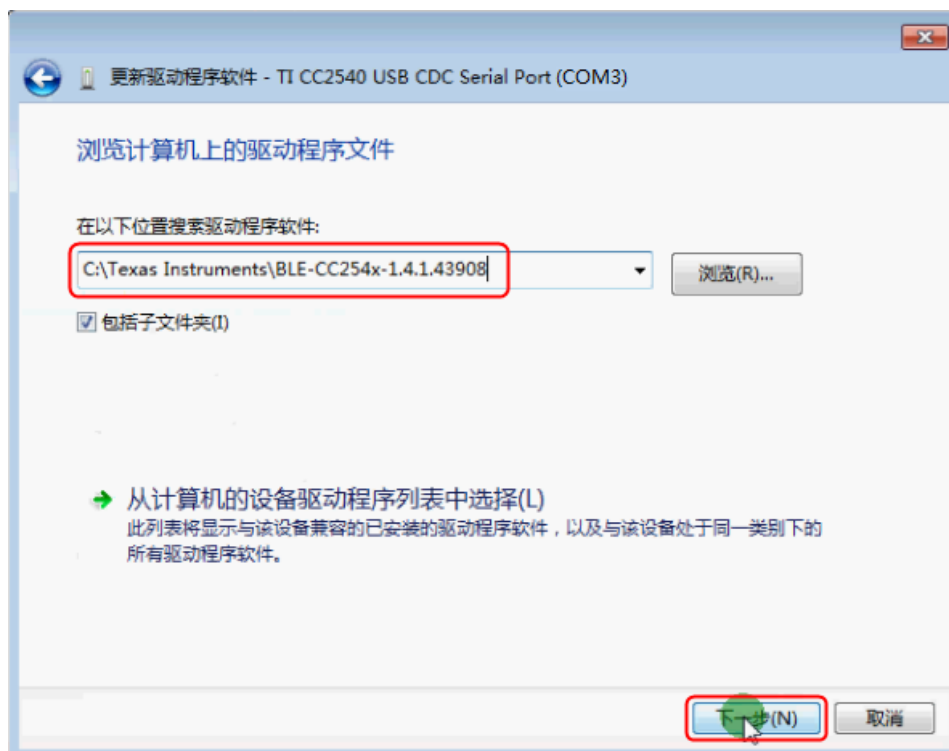 更新驱动程序软件 - TI CC2540 USB CDC Serial Port (COM3)
浏览计算机上的驱动程序文件
在以下位置搜索驱动程序软件:
C:\Texas Instruments\BLE-CC254x-1.4.1.43908
浏览(R)...
包括子文件夹(I)
从计算机的设备驱动程序列表中选择(L)
此列表将显示与该设备兼容的已安装的驱动程序软件，以及与该设备处于同一类别下的
所有驱动程序软件。
下一步(N)
取消